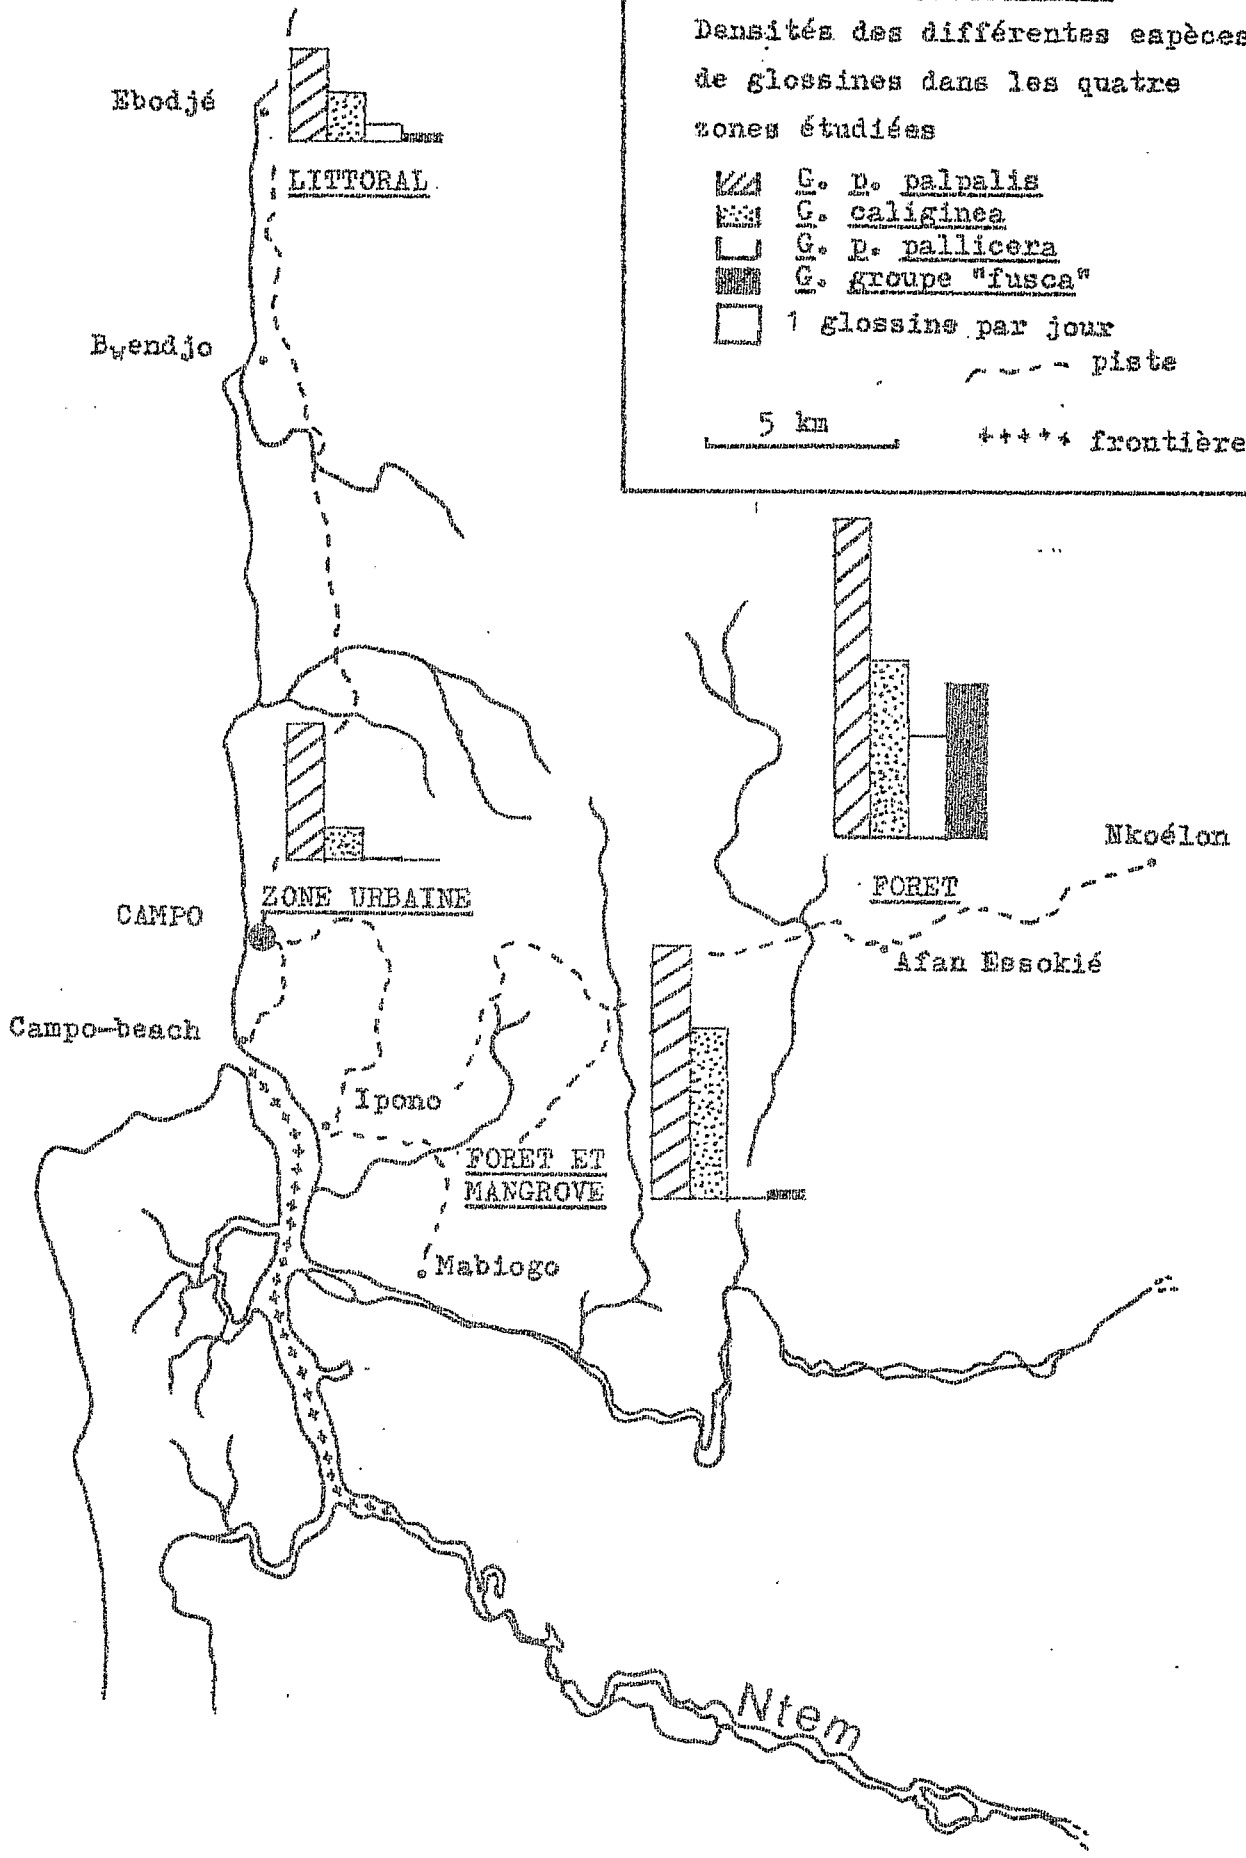 Densités des différentes espèces
de glossines dans les quatre
zones étudiées
G. p. palpalis
G. caliginea
G. p. pallicera
G. groupe "fusca"
1 glossine par jour
piste
5 km
+++++ frontière
Ebodjé
LITTORAL
Bwendjo
Nkoélon
ZONE URBAINE
FORET
CAMPO
Afan Essokié
Campo-beach
Ipono
FORET ET
MANGROVE
Mabiogo
Ntem